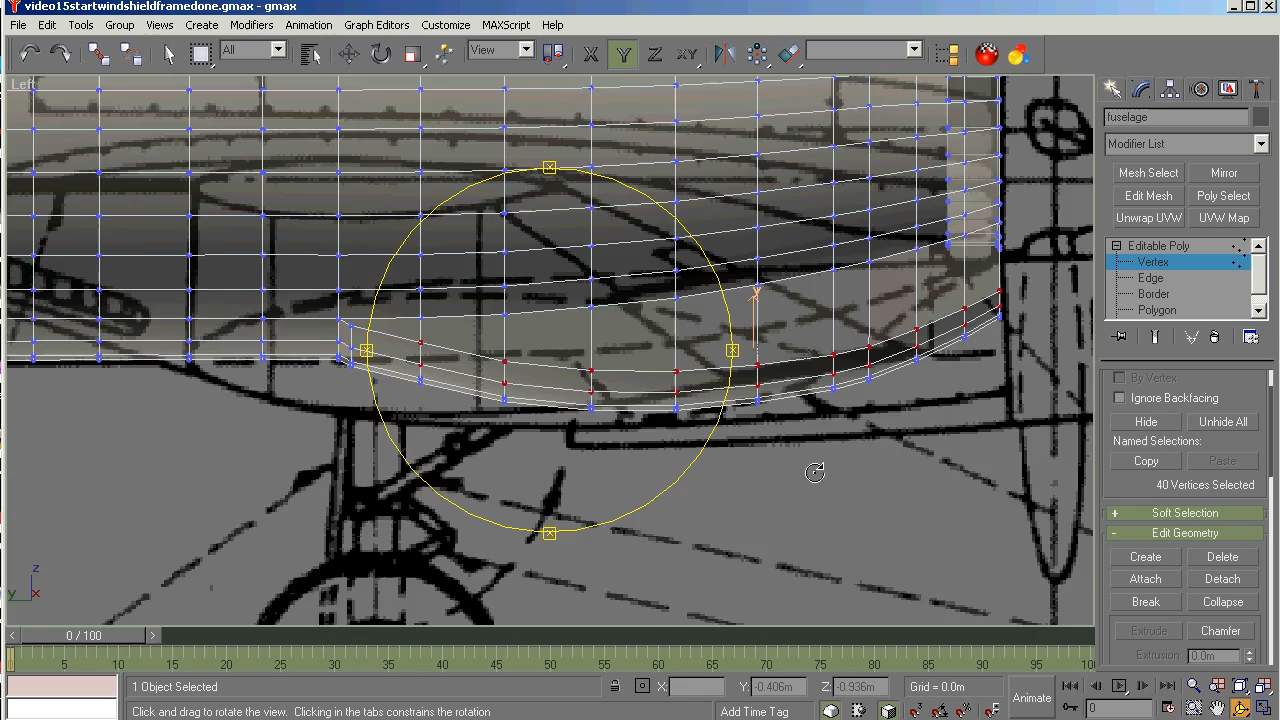 video15startwindshieldframedone.gmax - gmax
File Edit Tools Group Views Create Modifiers Animation Graph Editors Customize MAXScript Help
All View X Y Z XY
Left
fuselage
Modifier List
Mesh Select Mirror
Edit Mesh Poly Select
Unwrap UVW UVW Map
Editable Poly
Vertex
Edge
Border
Polygon
By Vertex
Ignore Backfacing
Hide Unhide All
Named Selections:
Copy Paste
40 Vertices Selected
+ Soft Selection
- Edit Geometry
Create Delete
Attach Detach
Break Collapse
Extrude Chamfer
Extrusion: 0.0m
z
y x
< 0 / 100 >
5 10 15 20 25 30 35 40 45 50 55 60 65 70 75 80 85 90 95 100
1 Object Selected X: Y: -0.406m Z: -0.936m Grid = 0.0m
Click and drag to rotate the view. Clicking in the tabs constrains the rotation Add Time Tag
Animate
0